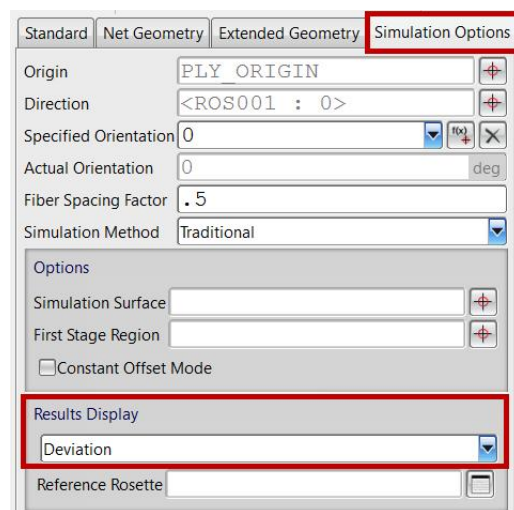 Standard Net Geometry Extended Geometry Simulation Options
Origin PLY_ORIGIN
Direction <ROS001 : 0>
Specified Orientation 0 f(x)
Actual Orientation 0 deg
Fiber Spacing Factor .5
Simulation Method Traditional
Options
Simulation Surface
First Stage Region
Constant Offset Mode
Results Display
Deviation
Reference Rosette